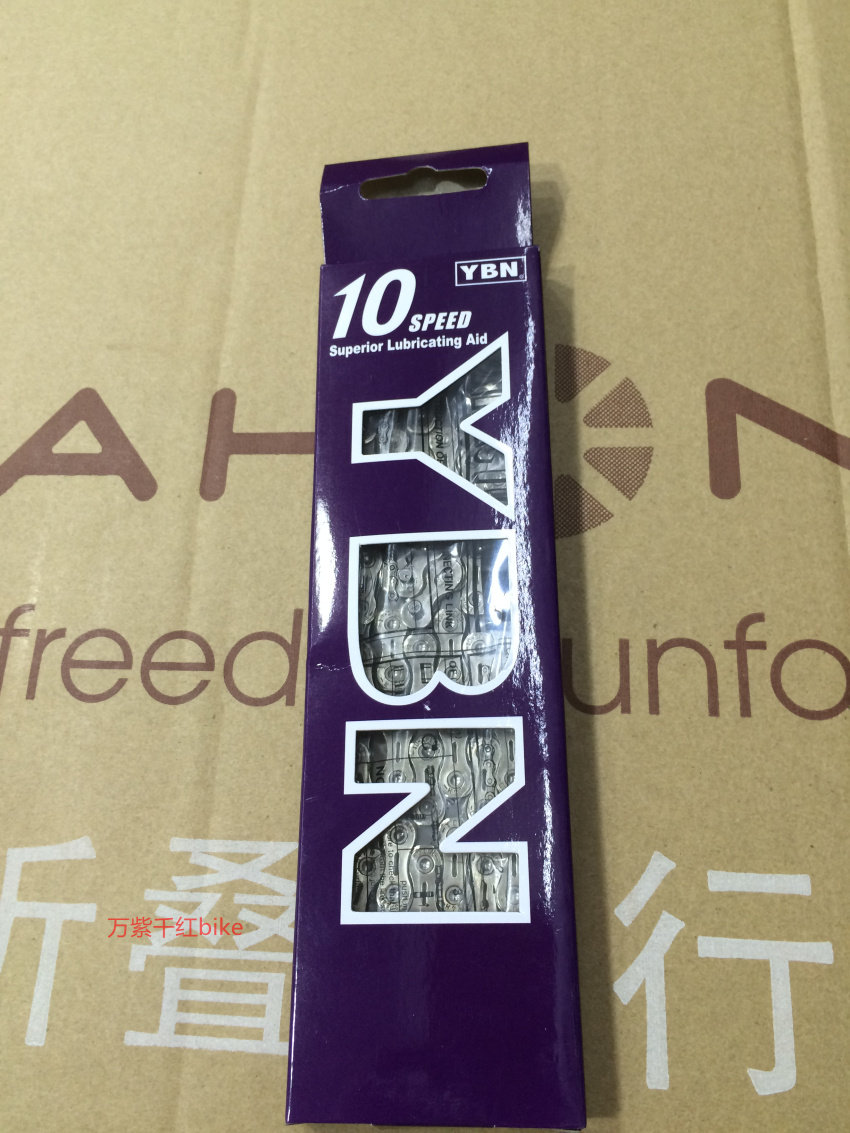 YBN
10 SPEED
Superior Lubricating Aid
YBN
AH N
freed unfo
折叠 行
万紫千红bike